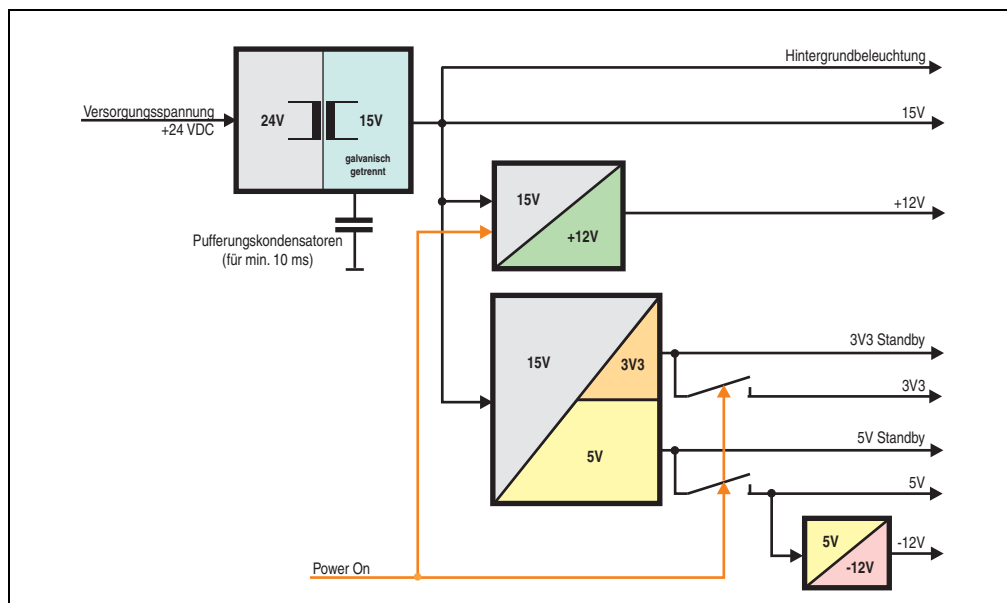 Hintergrundbeleuchtung
Versorgungsspannung
+24 VDC
24V
15V
15V
galvanisch
getrennt
15V
+12V
+12V
Pufferungskondensatoren
(für min. 10 ms)
15V
3V3
3V3 Standby
3V3
5V
5V Standby
5V
5V
-12V
-12V
Power On